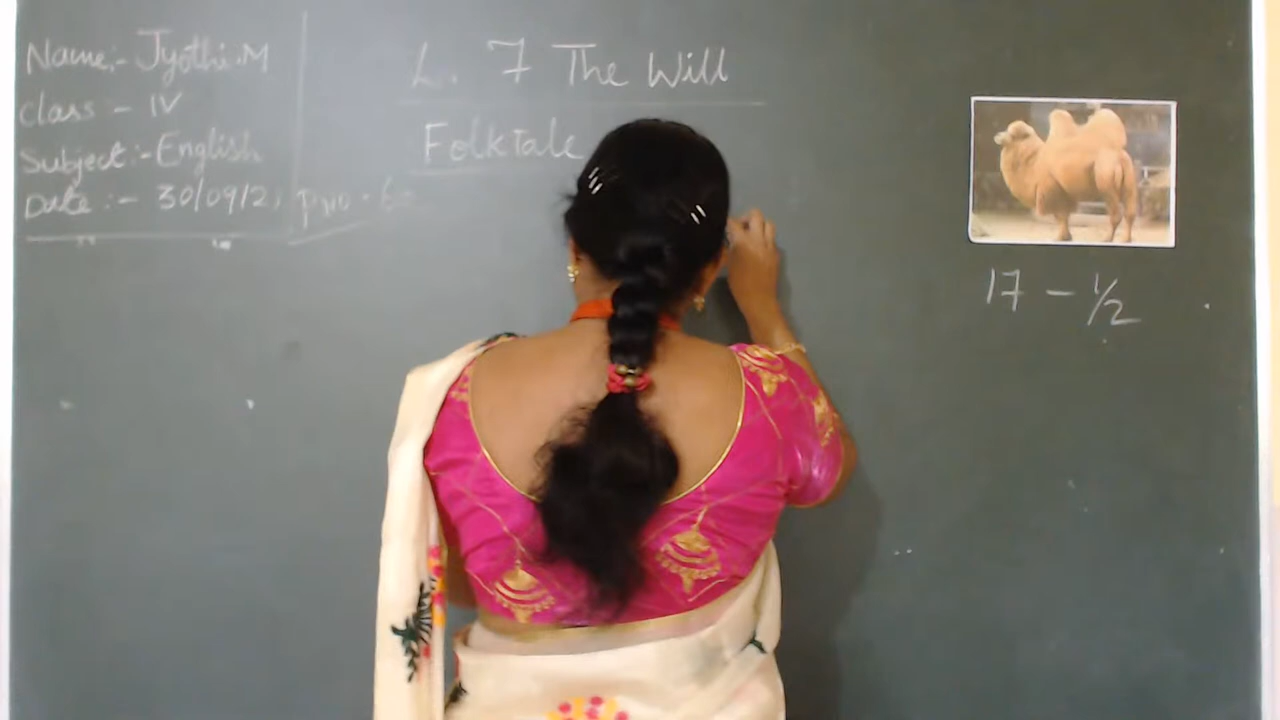 Name:- Jyothi.M
Class :- IV
Subject:- English
Date :- 30/09/2
L. 7 The Will
Folktale
17 - 1/2